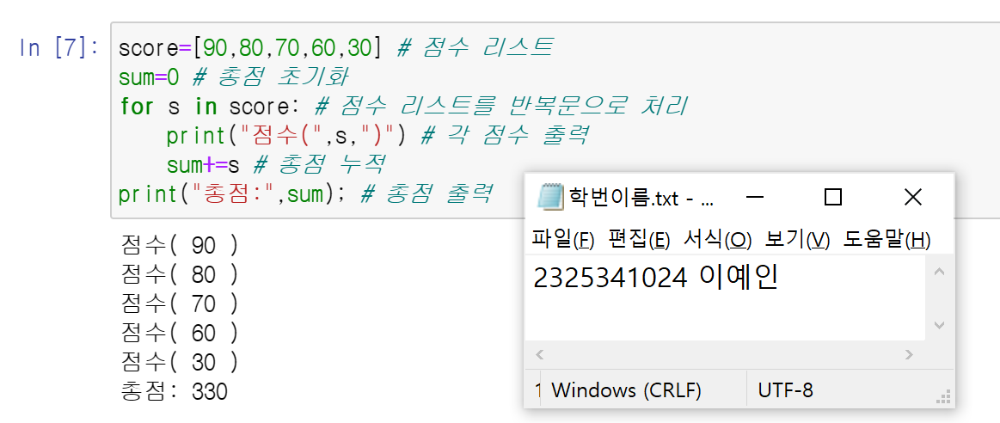 In [7]:
score=[90,80,70,60,30] # 점수 리스트
sum=0 # 총점 초기화
for s in score: # 점수 리스트를 반복문으로 처리
    print("점수(",s,")") # 각 점수 출력
    sum+=s # 총점 누적
print("총점:",sum); # 총점 출력
점수( 90 )
점수( 80 )
점수( 70 )
점수( 60 )
점수( 30 )
총점: 330
학번이름.txt - ...
파일(F) 편집(E) 서식(O) 보기(V) 도움말(H)
2325341024 이예인
Windows (CRLF) UTF-8